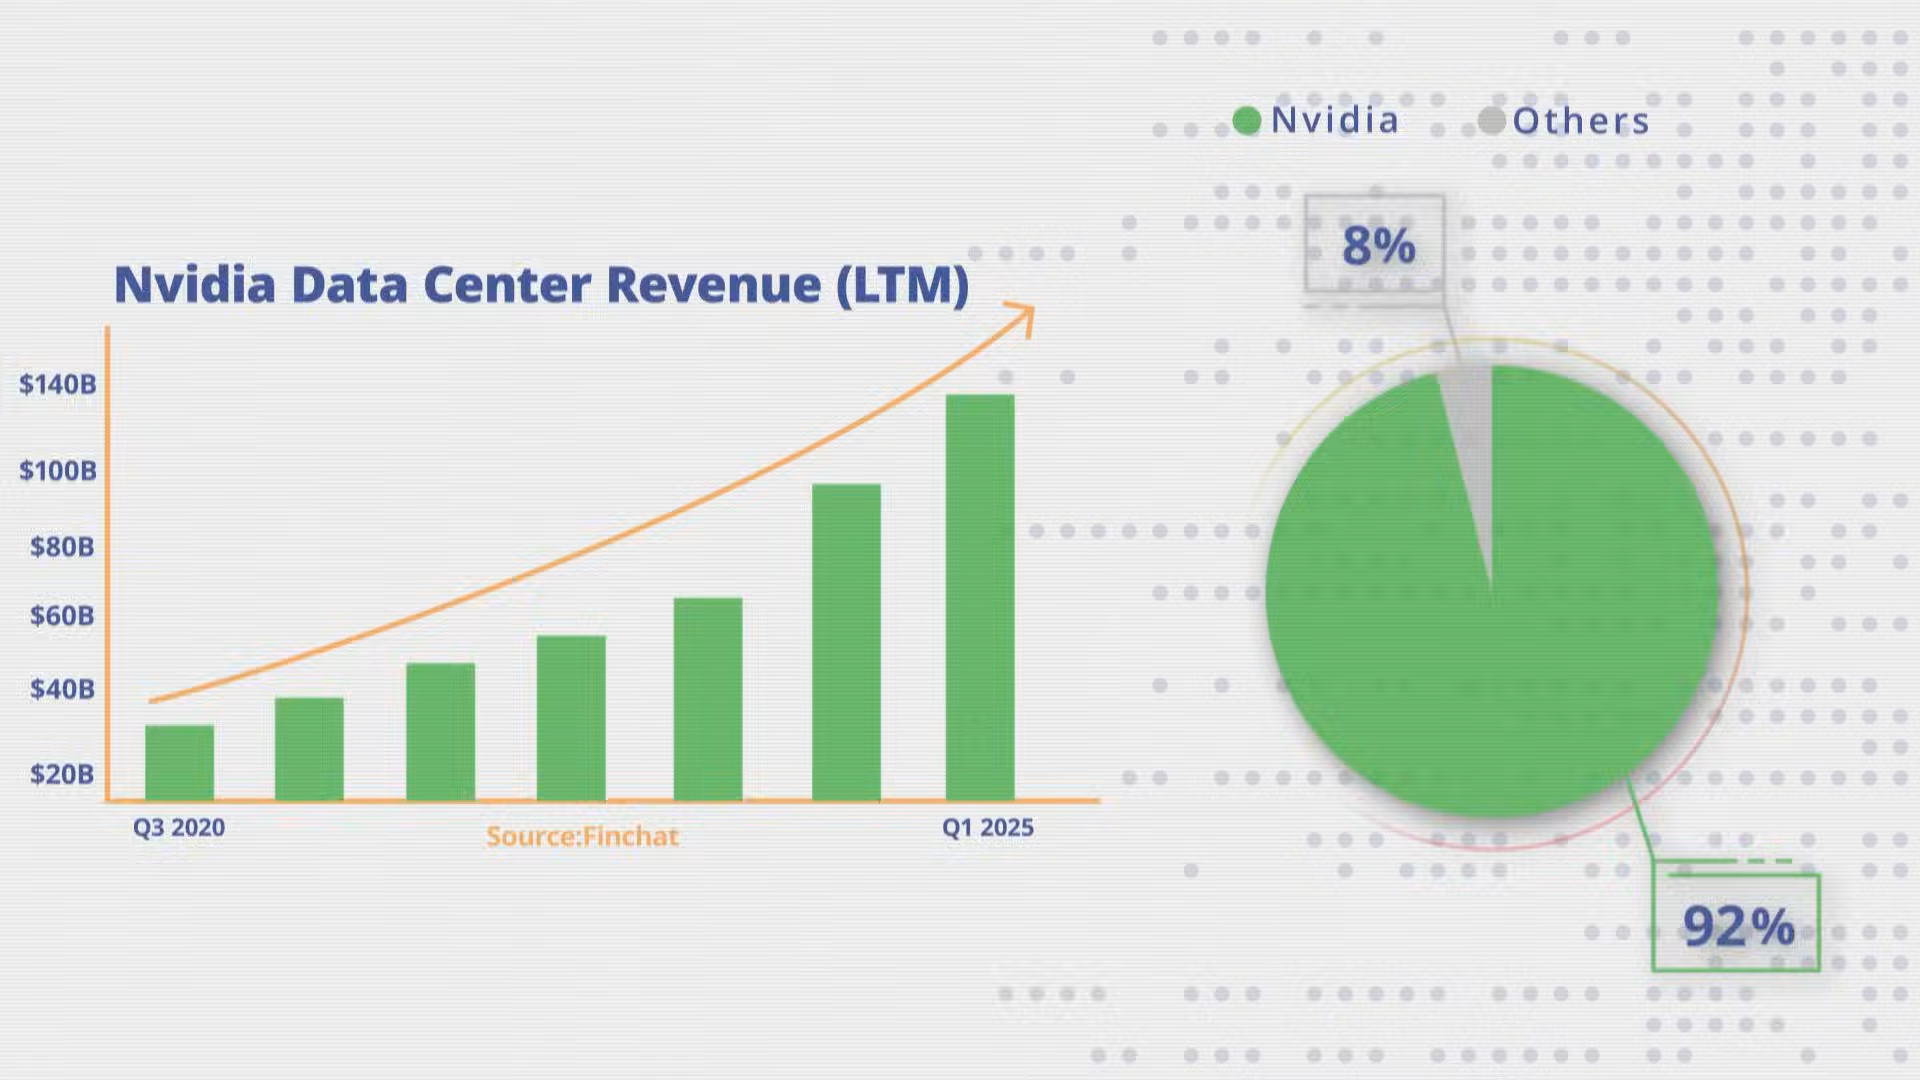 Nvidia Others
8%
Nvidia Data Center Revenue (LTM)
$140B
$100B
$80B
$60B
$40B
$20B
Q3 2020
Q1 2025
Source:Finchat
92%